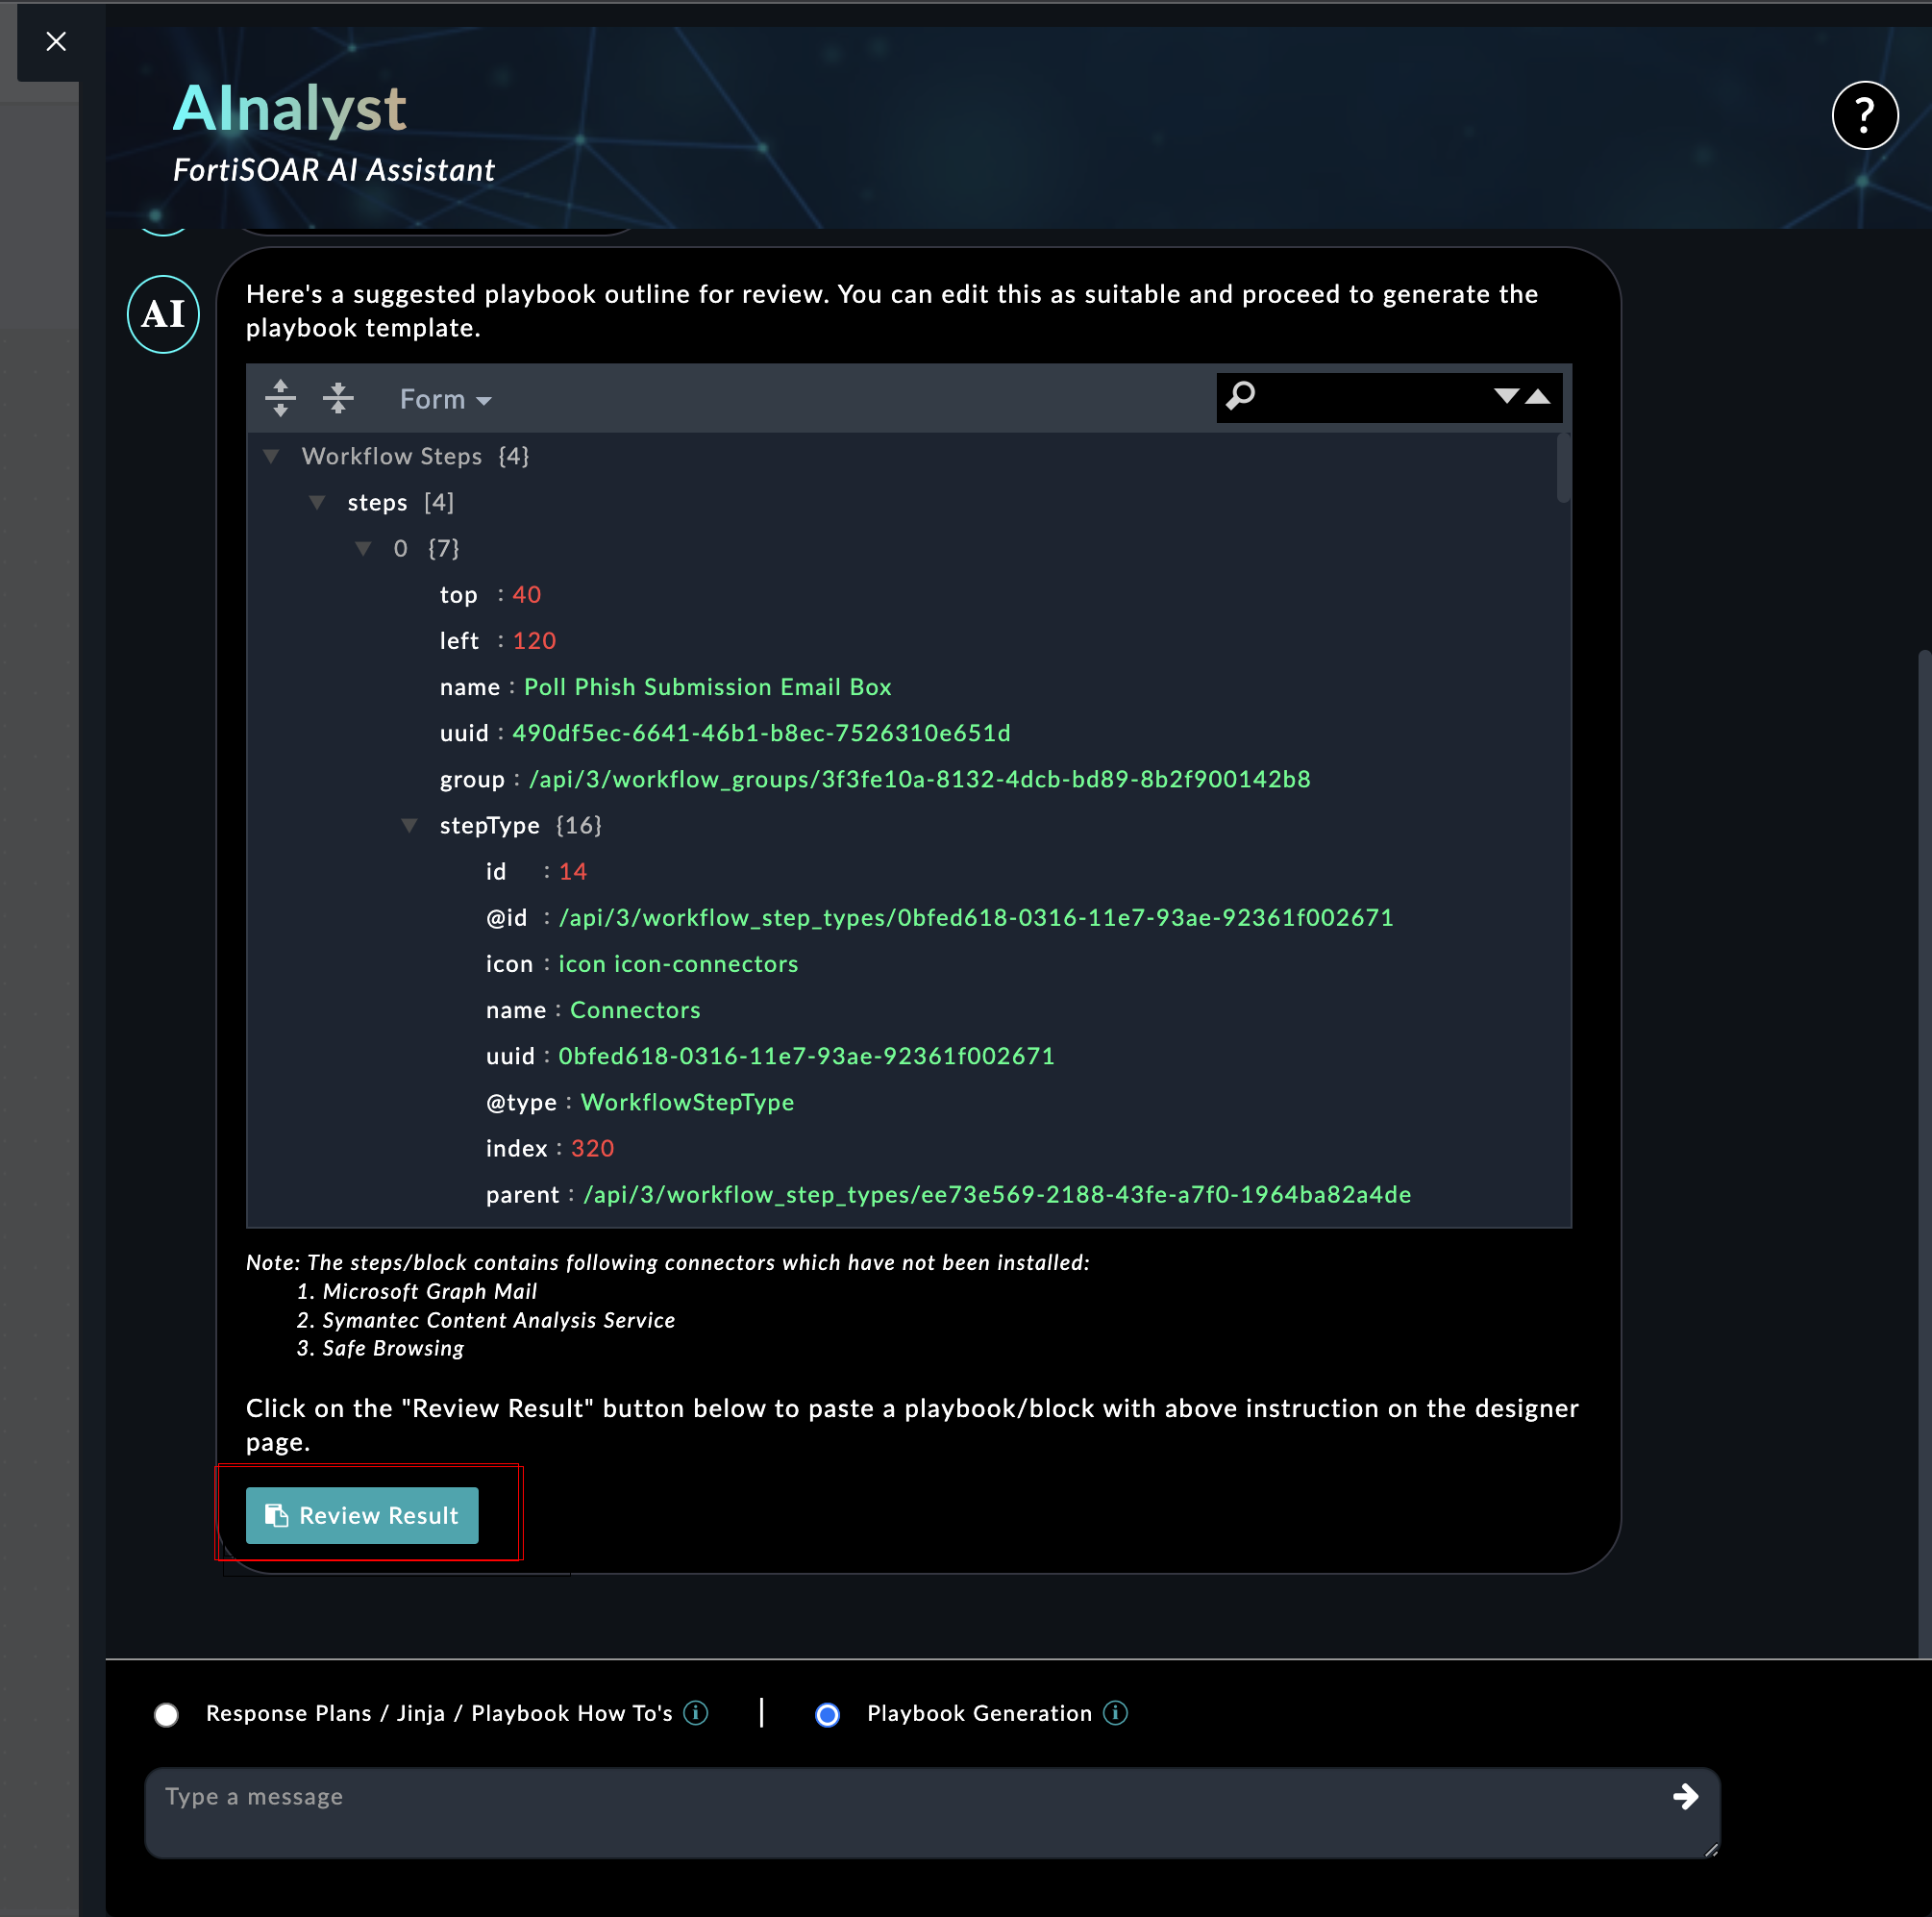 AInalyst
FortiSOAR AI Assistant
?
AI
Here's a suggested playbook outline for review. You can edit this as suitable and proceed to generate the
playbook template.
Form
Workflow Steps {4}
steps [4]
0 {7}
top : 40
left : 120
name : Poll Phish Submission Email Box
uuid : 490df5ec-6641-46b1-b8ec-7526310e651d
group : /api/3/workflow_groups/3f3fe10a-8132-4dcb-bd89-8b2f900142b8
stepType {16}
id : 14
@id : /api/3/workflow_step_types/0bfed618-0316-11e7-93ae-92361f002671
icon : icon icon-connectors
name : Connectors
uuid : 0bfed618-0316-11e7-93ae-92361f002671
@type : WorkflowStepType
index : 320
parent : /api/3/workflow_step_types/ee73e569-2188-43fe-a7f0-1964ba82a4de
Note: The steps/block contains following connectors which have not been installed:
1. Microsoft Graph Mail
2. Symantec Content Analysis Service
3. Safe Browsing
Click on the "Review Result" button below to paste a playbook/block with above instruction on the designer
page.
Review Result
Response Plans / Jinja / Playbook How To's i | Playbook Generation i
Type a message